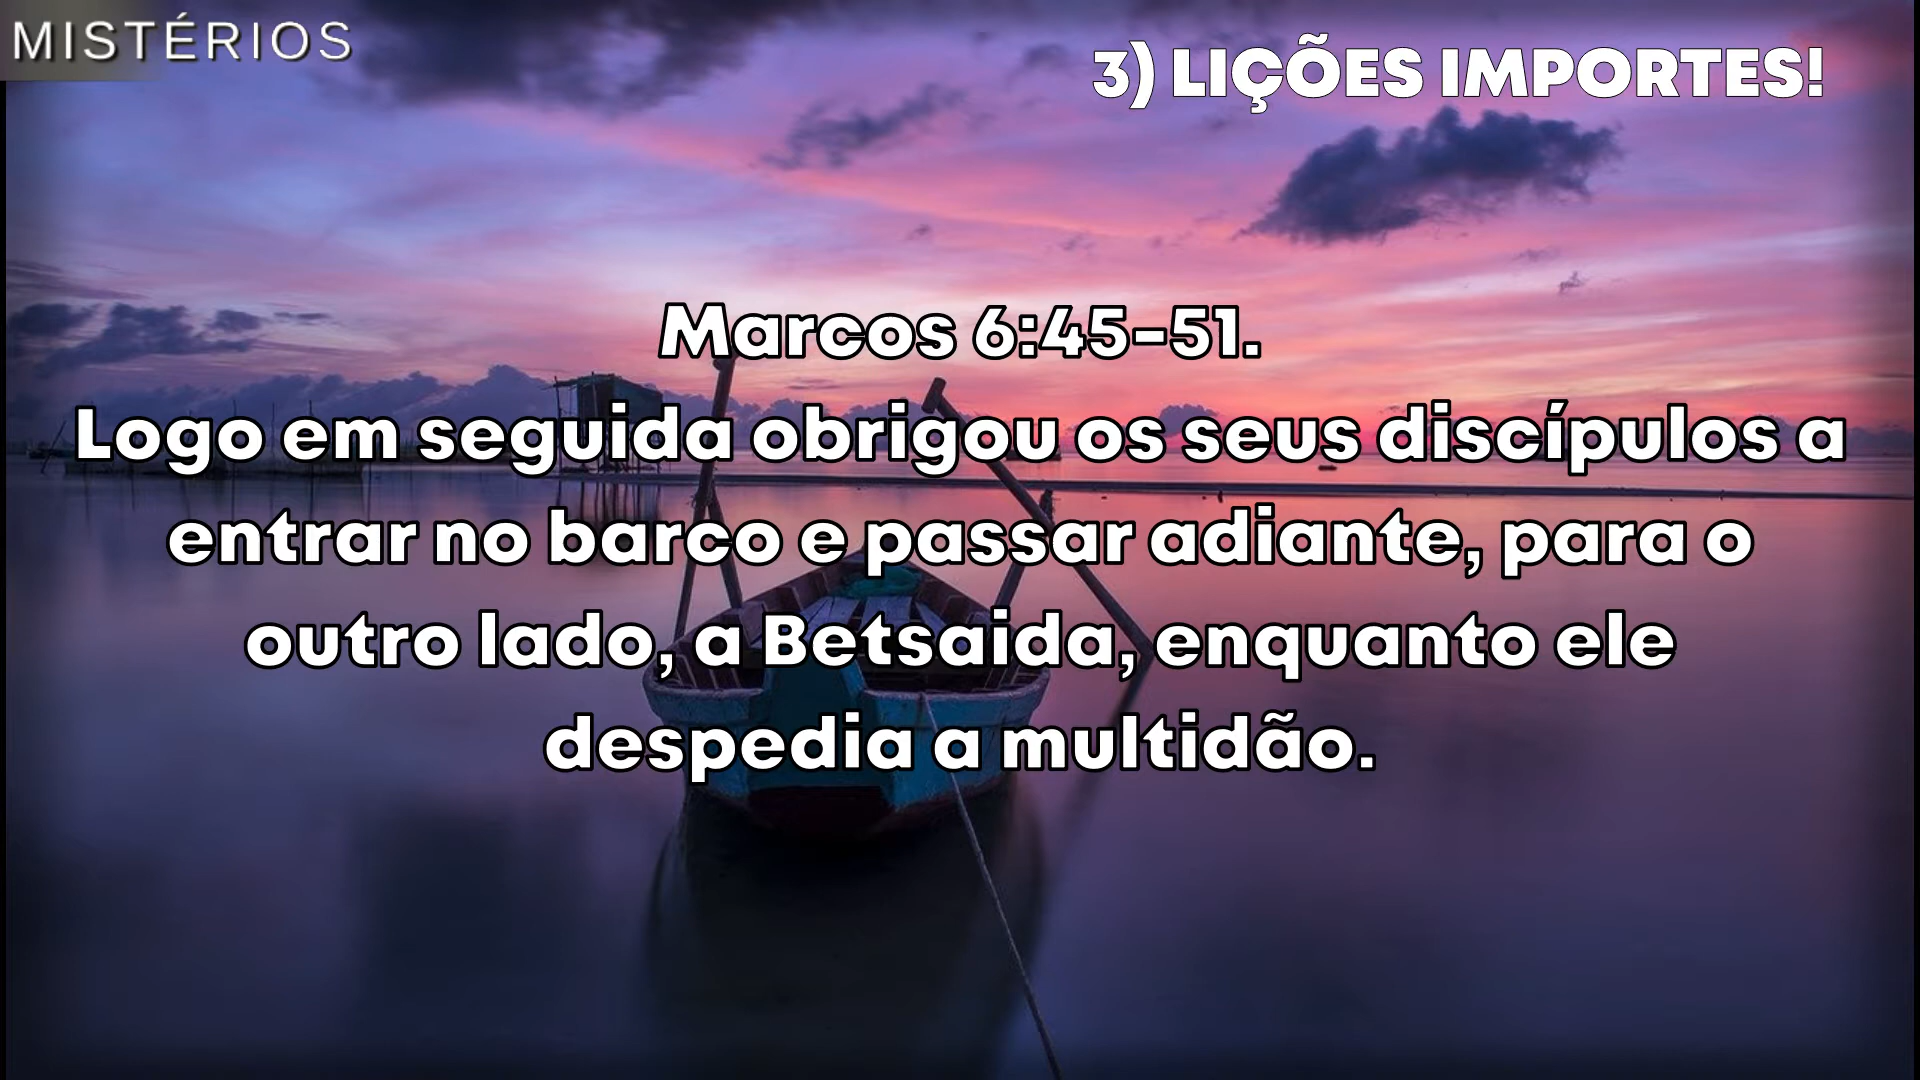 MISTÉRIOS
3) LIÇÕES IMPORTES!
Marcos 6:45-51.
Logo em seguida obrigou os seus discípulos a
entrar no barco e passar adiante, para o
outro lado, a Betsaida, enquanto ele
despedia a multidão.